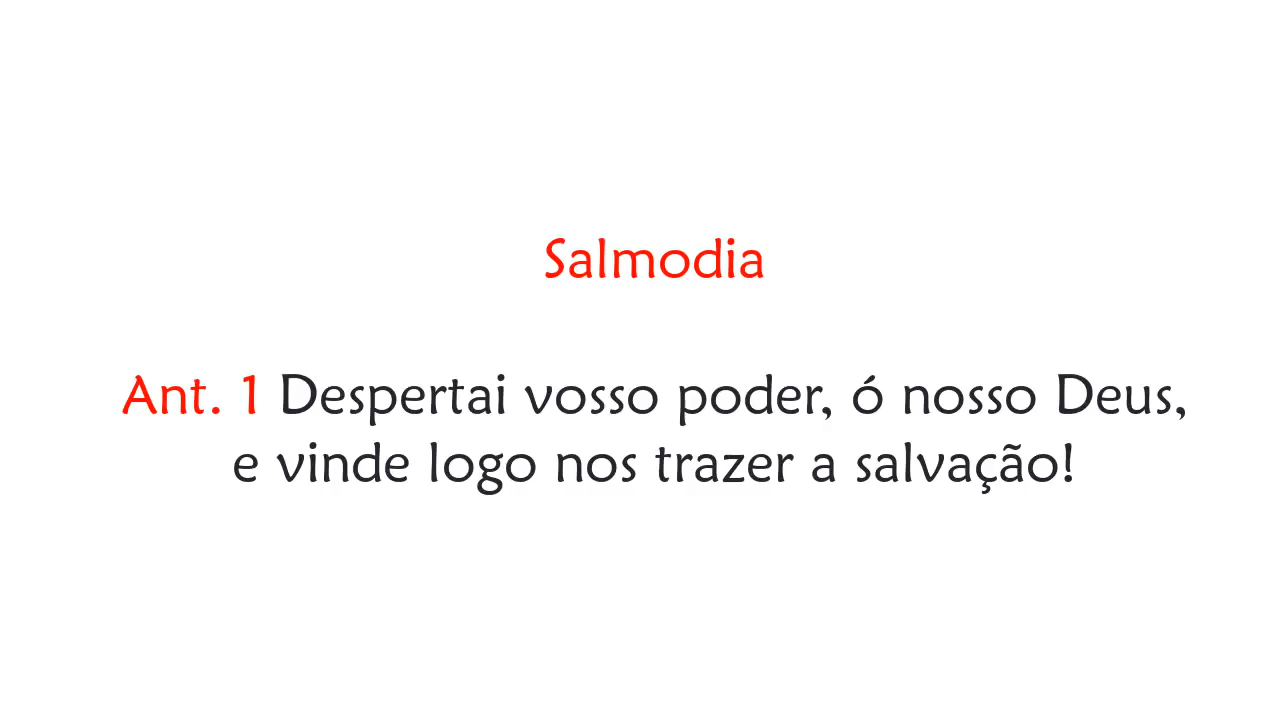 Salmodia
Ant. 1 Despertai vosso poder, ó nosso Deus,
e vinde logo nos trazer a salvação!